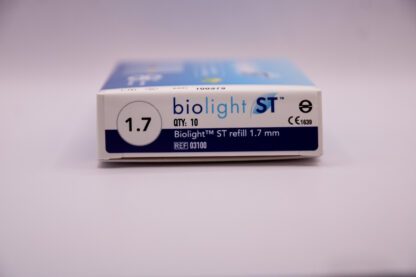 biolight ST™
1.7
QTY: 10
CE 1639
Biolight™ ST refill 1.7 mm
REF 03100